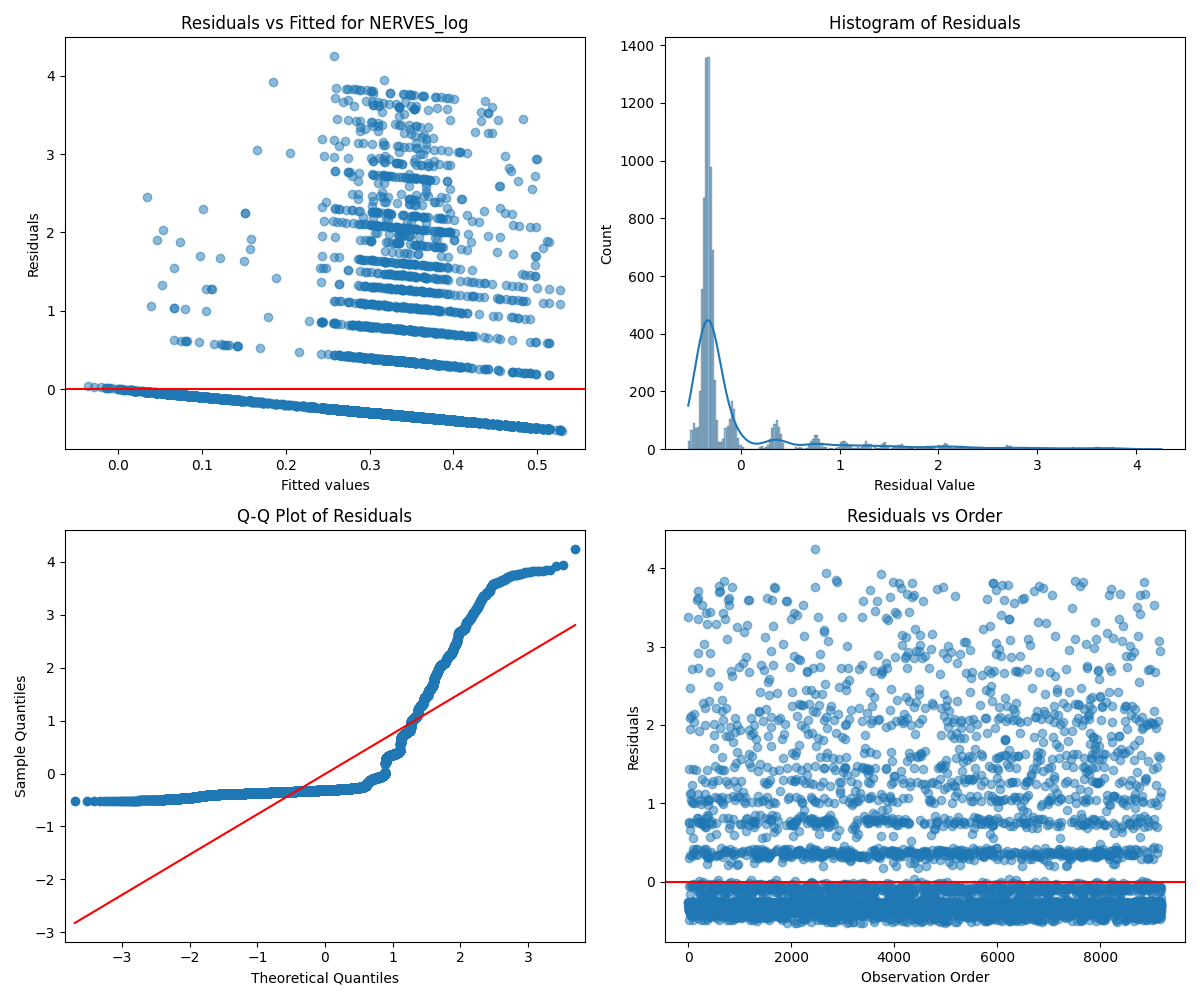 Residuals vs Fitted for NERVES_log
Residuals
4
3
2
1
0
0.0 0.1 0.2 0.3 0.4 0.5
Fitted values
Histogram of Residuals
Count
1400
1200
1000
800
600
400
200
0
0 1 2 3 4
Residual Value
Q-Q Plot of Residuals
Sample Quantiles
4
3
2
1
0
−1
−2
−3
−3 −2 −1 0 1 2 3
Theoretical Quantiles
Residuals vs Order
Residuals
4
3
2
1
0
0 2000 4000 6000 8000
Observation Order